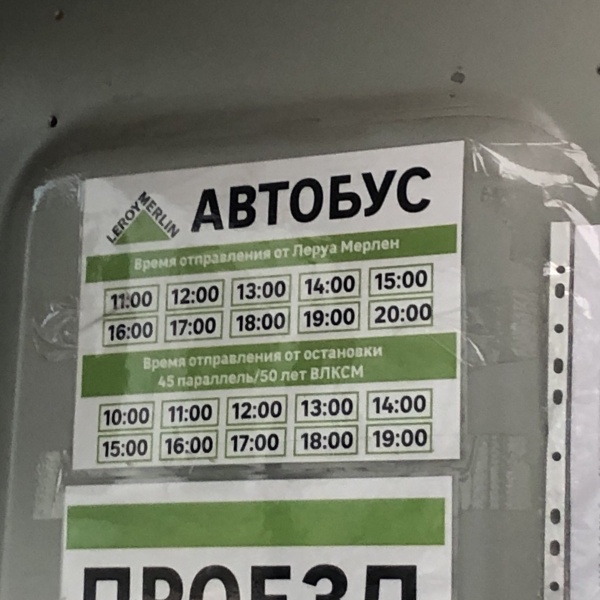 LEROY MERLIN
АВТОБУС
Время отправления от Леруа Мерлен
11:00 12:00 13:00 14:00 15:00
16:00 17:00 18:00 19:00 20:00
Время отправления от остановки
45 параллель/50 лет ВЛКСМ
10:00 11:00 12:00 13:00 14:00
15:00 16:00 17:00 18:00 19:00
ПРОЕЗД